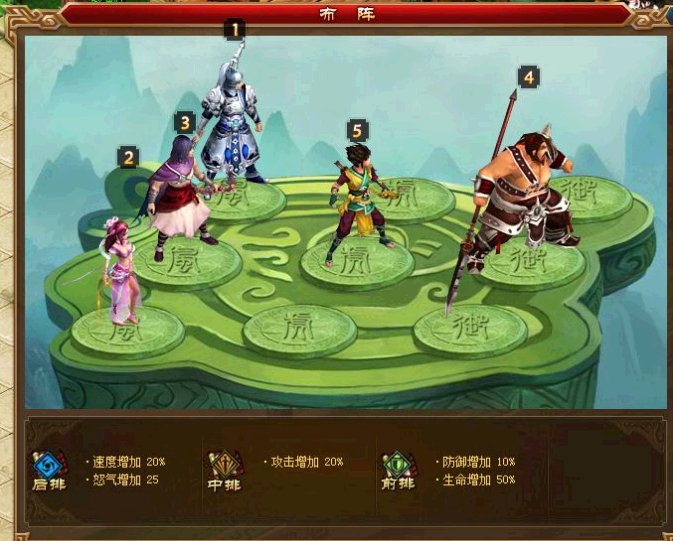 布 阵
1
4
3
5
2
御
御
速度增加 20%
怒气增加 25
后排
攻击增加 20%
中排
防御增加 10%
生命增加 50%
前排